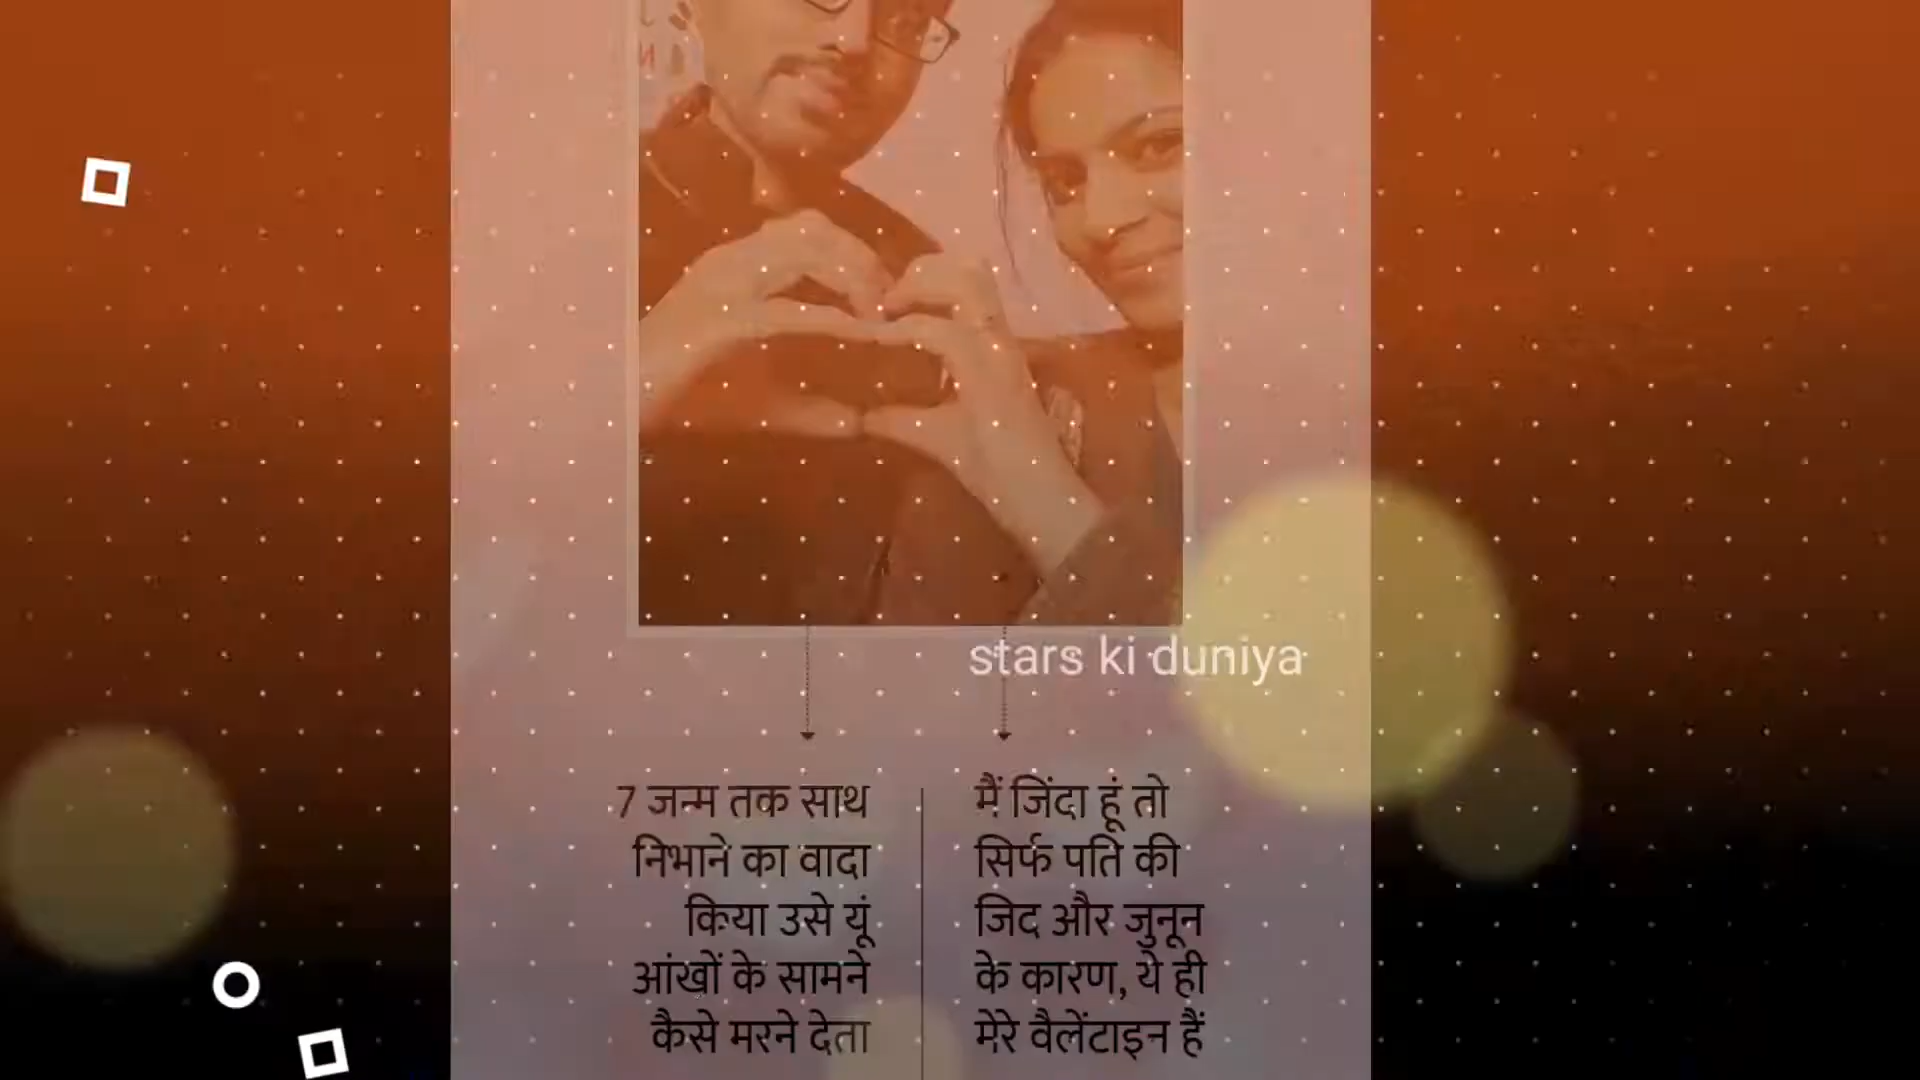 stars ki duniya
7 जन्म तक साथ
निभाने का वादा
किया उसे यूं
आंखों के सामने
कैसे मरने देता
मैं जिंदा हूं तो
सिर्फ पति की
जिद और जुनून
के कारण, ये ही
मेरे वैलेंटाइन हैं